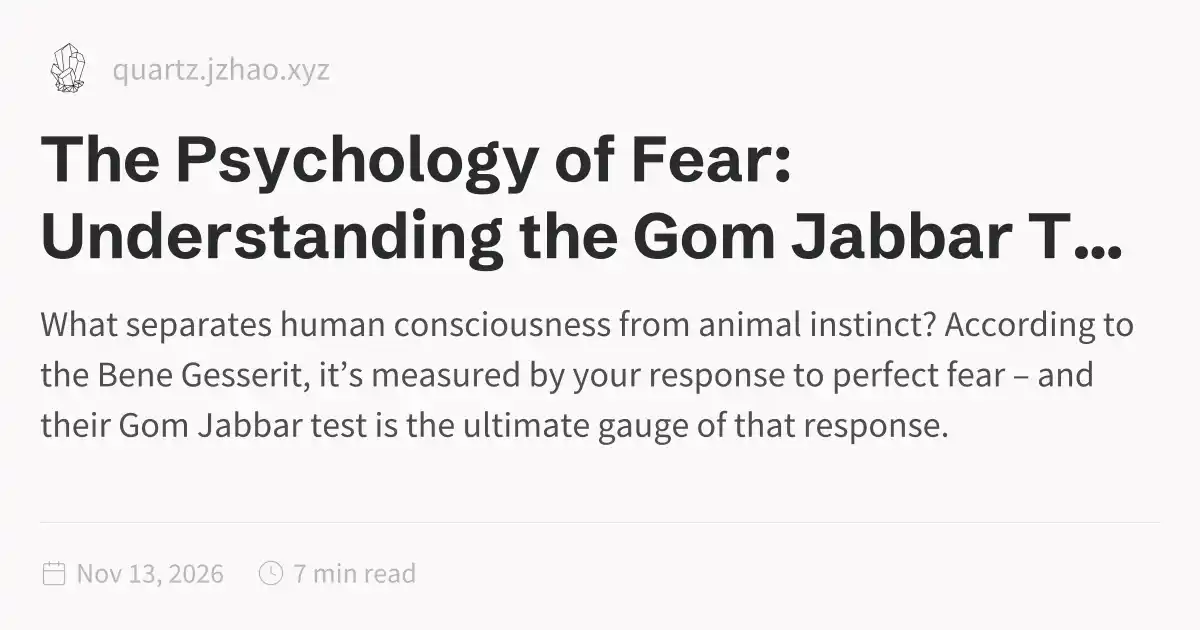 quartz.jzhao.xyz
The Psychology of Fear:
Understanding the Gom Jabbar T...
What separates human consciousness from animal instinct? According to
the Bene Gesserit, it’s measured by your response to perfect fear – and
their Gom Jabbar test is the ultimate gauge of that response.
Nov 13, 2026 7 min read